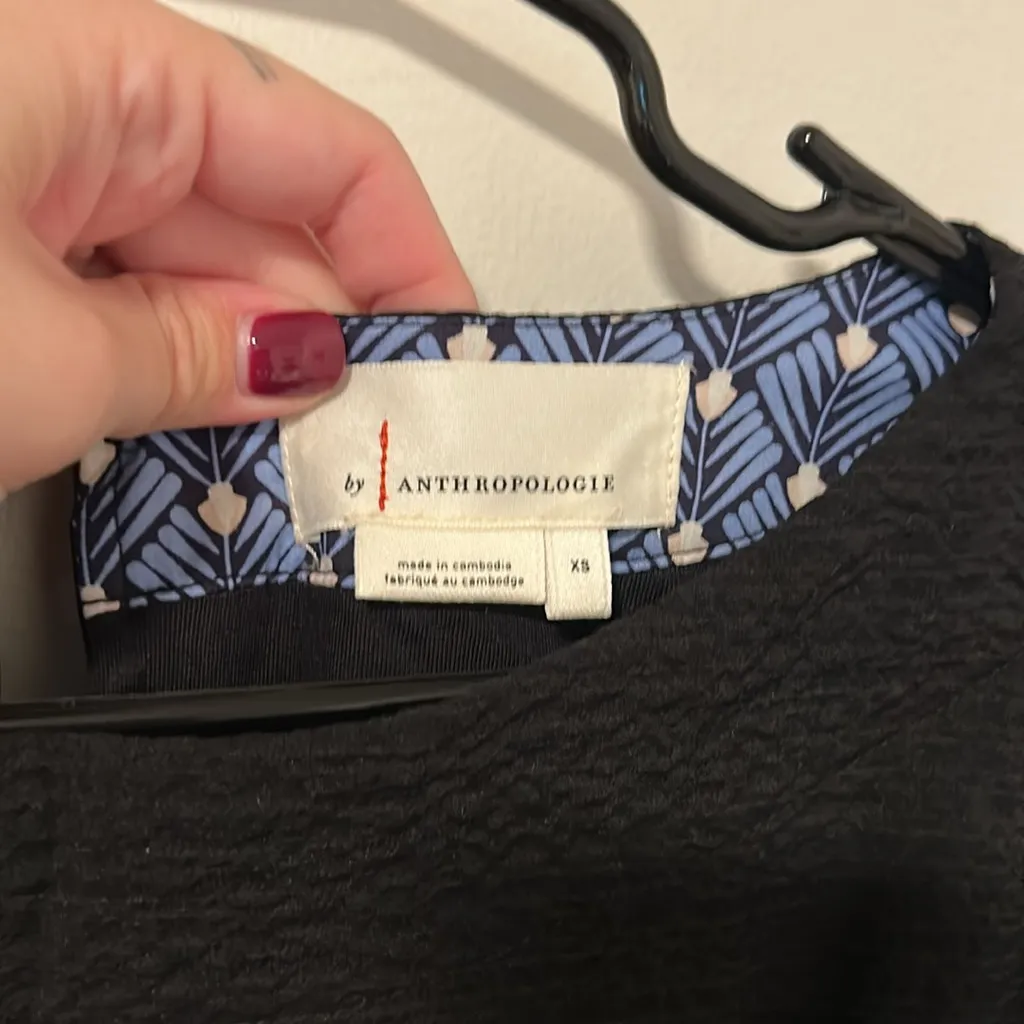 by ANTHROPOLOGIE
made in cambodia
fabriqué au cambodge
XS